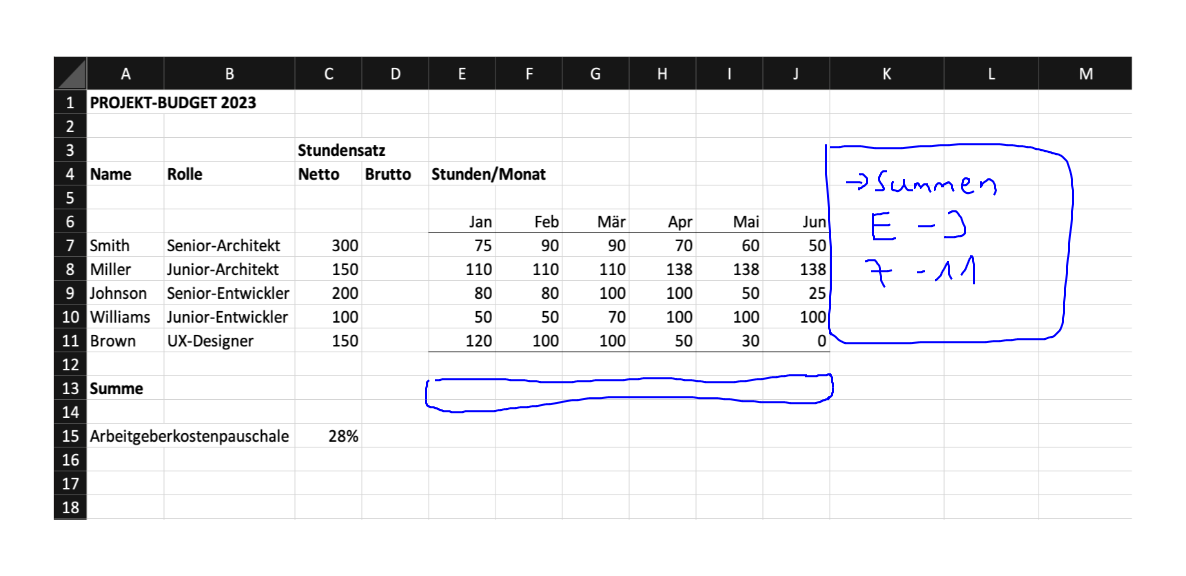 A B C D E F G H I J K L M
1 PROJEKT-BUDGET 2023
2
3 Stundensatz
4 Name Rolle Netto Brutto Stunden/Monat
5
6 Jan Feb Mär Apr Mai Jun
7 Smith Senior-Architekt 300 75 90 90 70 60 50
8 Miller Junior-Architekt 150 110 110 110 138 138 138
9 Johnson Senior-Entwickler 200 80 80 100 100 50 25
10 Williams Junior-Entwickler 100 50 50 70 100 100 100
11 Brown UX-Designer 150 120 100 100 50 30 0
12
13 Summe
14
15 Arbeitgeberkostenpauschale 28%
16
17
18
→ Summen
E - J
7 - 11